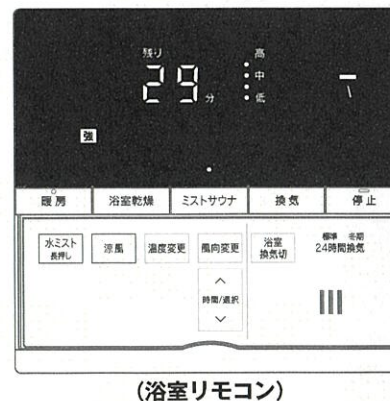 残り
29分
高
中
低
強
暖房 浴室乾燥 ミストサウナ 換気 停止
水ミスト 長押し
涼風 温度変更 風向変更
浴室換気切
標準 冬期
24時間換気
時間/選択
(浴室リモコン)